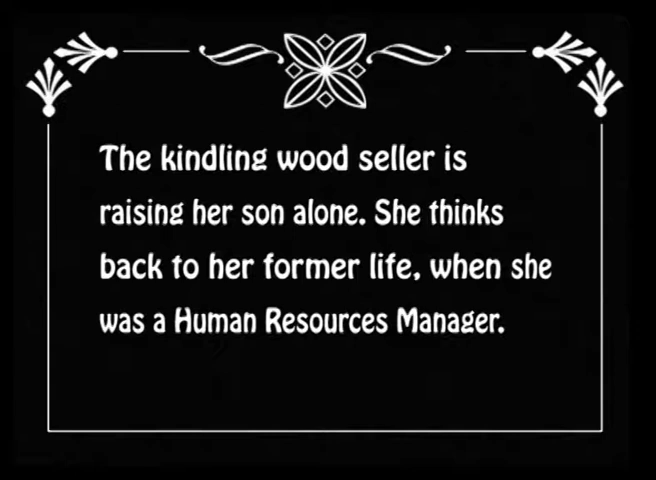 The kindling wood seller is
raising her son alone. She thinks
back to her former life, when she
was a Human Resources Manager.